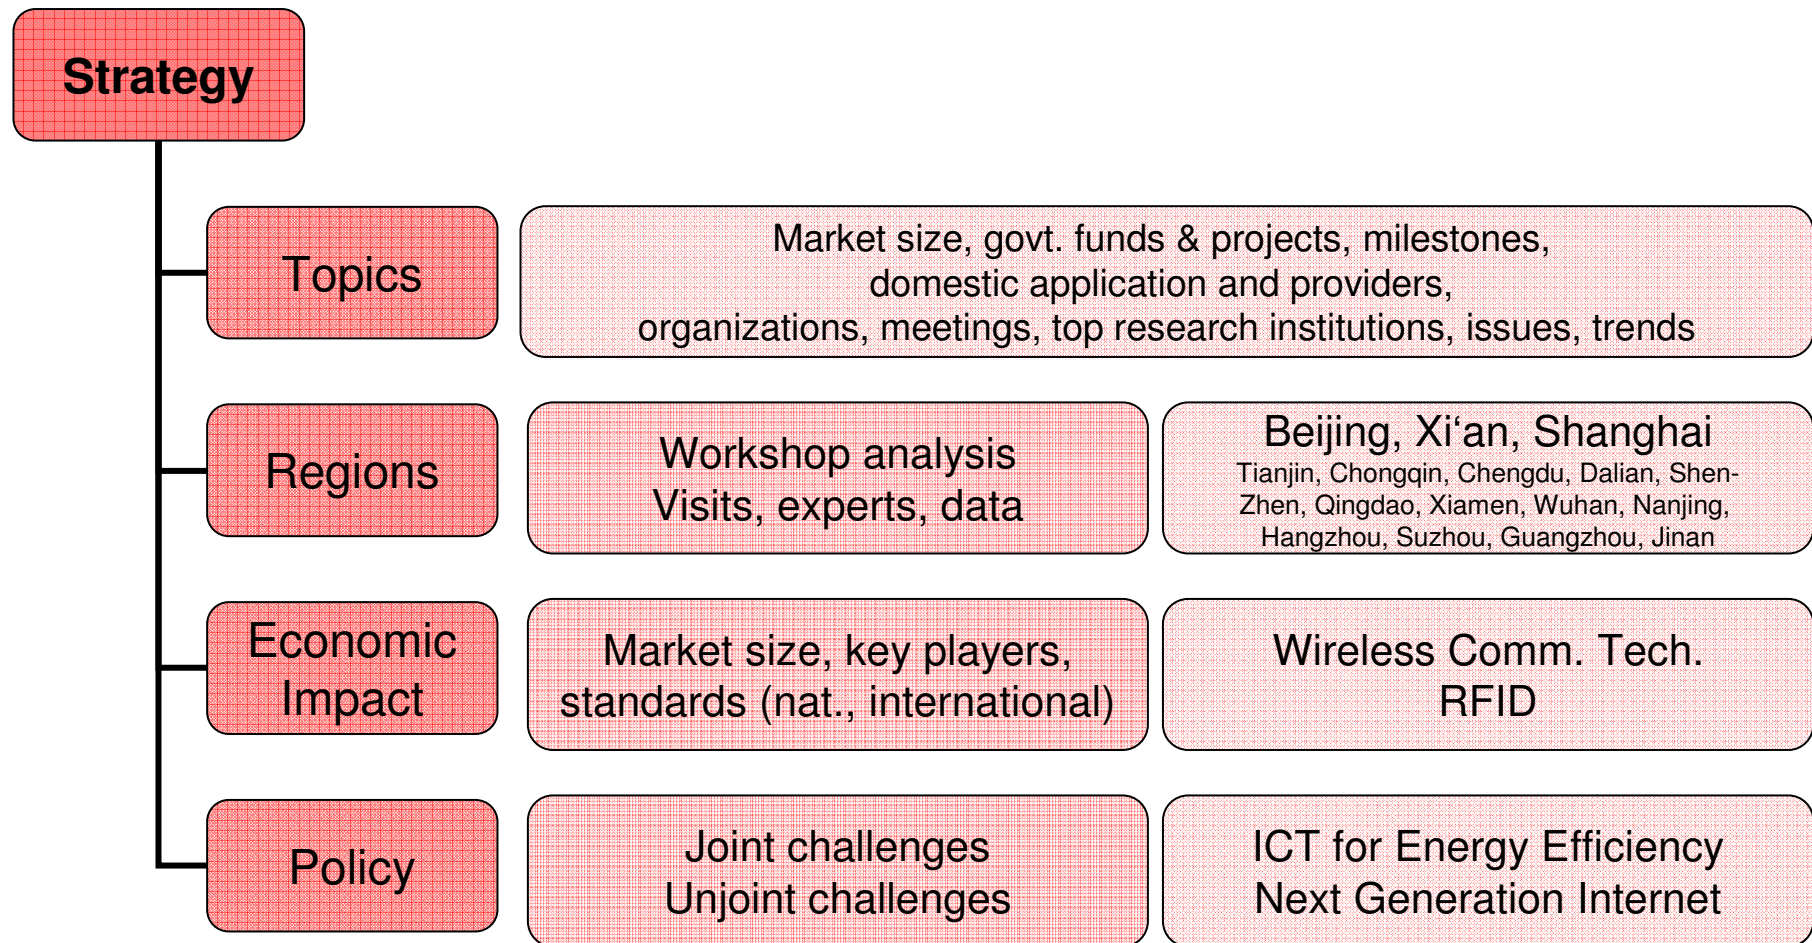 Strategy
Topics
Market size, govt. funds & projects, milestones,
domestic application and providers,
organizations, meetings, top research institutions, issues, trends
Regions
Workshop analysis
Visits, experts, data
Beijing, Xi‘an, Shanghai
Tianjin, Chongqin, Chengdu, Dalian, Shen-
Zhen, Qingdao, Xiamen, Wuhan, Nanjing,
Hangzhou, Suzhou, Guangzhou, Jinan
Economic
Impact
Market size, key players,
standards (nat., international)
Wireless Comm. Tech.
RFID
Policy
Joint challenges
Unjoint challenges
ICT for Energy Efficiency
Next Generation Internet